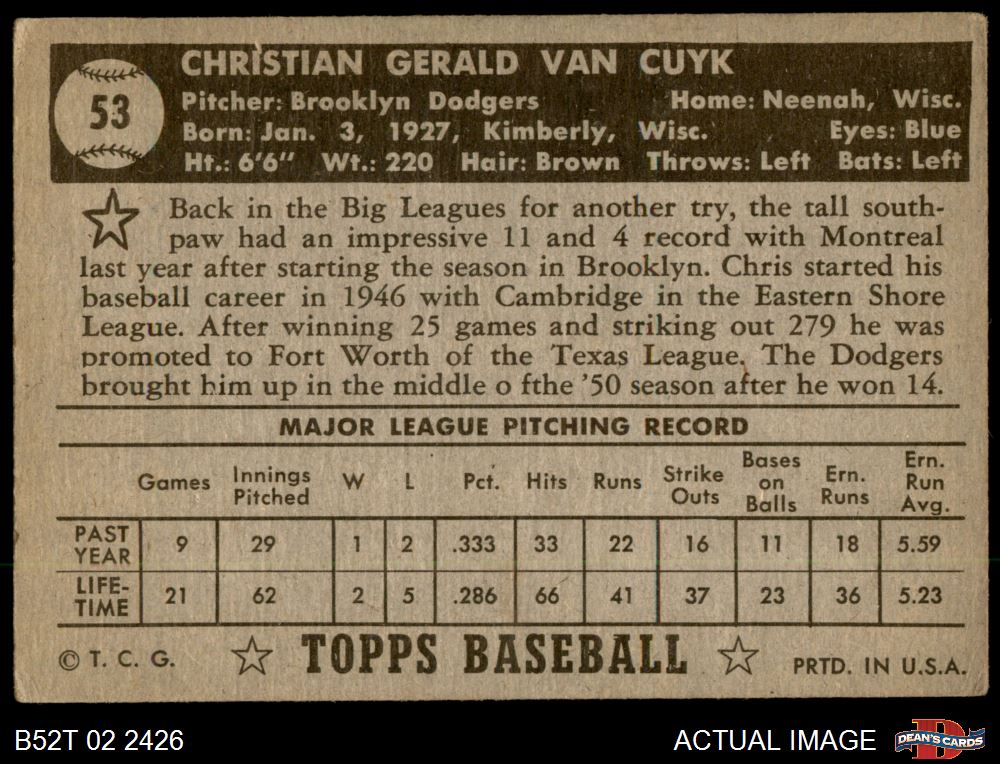 53
CHRISTIAN GERALD VAN CUYK
Pitcher: Brooklyn Dodgers Home: Neenah, Wisc.
Born: Jan. 3, 1927, Kimberly, Wisc. Eyes: Blue
Ht.: 6'6" Wt.: 220 Hair: Brown Throws: Left Bats: Left
Back in the Big Leagues for another try, the tall south-
paw had an impressive 11 and 4 record with Montreal
last year after starting the season in Brooklyn. Chris started his
baseball career in 1946 with Cambridge in the Eastern Shore
League. After winning 25 games and striking out 279 he was
promoted to Fort Worth of the Texas League. The Dodgers
brought him up in the middle o fthe '50 season after he won 14.
MAJOR LEAGUE PITCHING RECORD
Games Innings Pitched W L Pct. Hits Runs Strike Outs Bases on Balls Ern. Runs Ern. Run Avg.
PAST YEAR 9 29 1 2 .333 33 22 16 11 18 5.59
LIFE-TIME 21 62 2 5 .286 66 41 37 23 36 5.23
© T. C. G. TOPPS BASEBALL PRTD. IN U.S.A.
B52T 02 2426 ACTUAL IMAGE DEAN'S CARDS